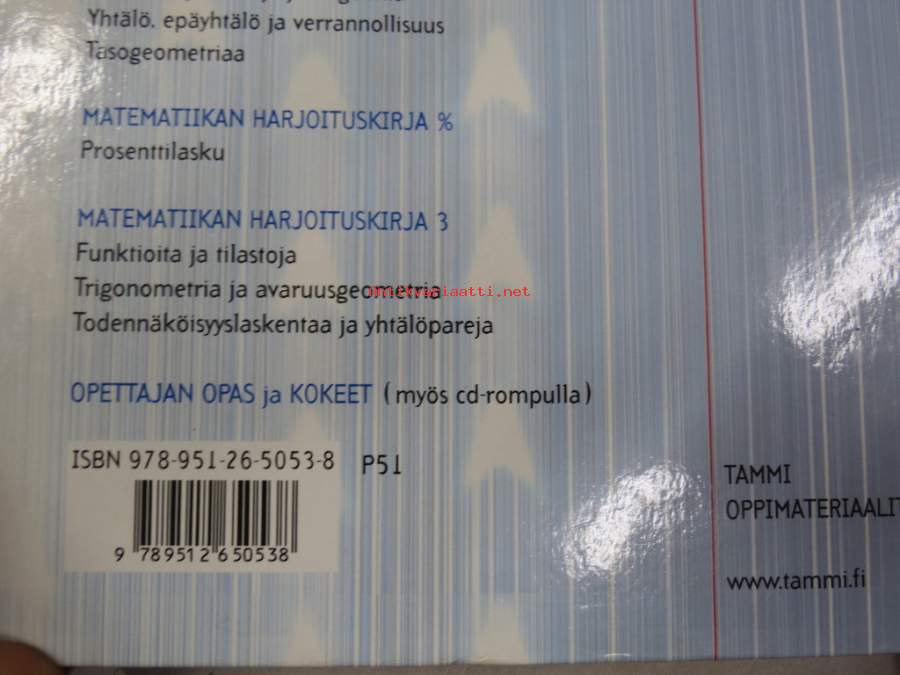 Yhtälö, epäyhtälö ja verrannollisuus
Tasogeometriaa
MATEMATIIKAN HARJOITUSKIRJA %
Prosenttilasku
MATEMATIIKAN HARJOITUSKIRJA 3
Funktioita ja tilastoja
Trigonometria ja avaruusgeometria
Todennäköisyyslaskentaa ja yhtälöpareja
OPETTAJAN OPAS ja KOKEET (myös cd-rompulla)
ISBN 978-951-26-5053-8
P51
9 789512 650538
TAMMI
OPPIMATERIAALIT
www.tammi.fi